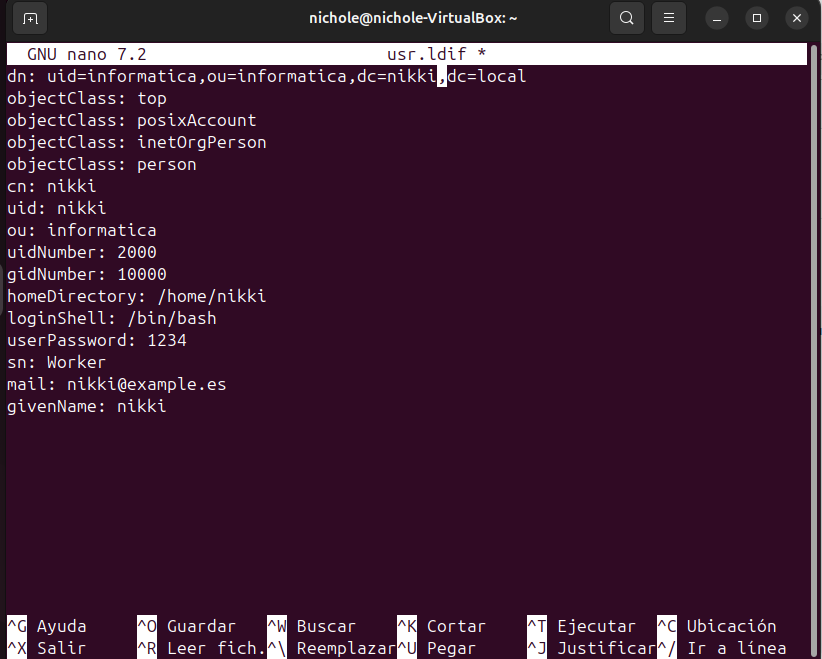 nichole@nichole-VirtualBox: ~
GNU nano 7.2 usr.ldif *
dn: uid=informatica,ou=informatica,dc=nikki,dc=local
objectClass: top
objectClass: posixAccount
objectClass: inetOrgPerson
objectClass: person
cn: nikki
uid: nikki
ou: informatica
uidNumber: 2000
gidNumber: 10000
homeDirectory: /home/nikki
loginShell: /bin/bash
userPassword: 1234
sn: Worker
mail: nikki@example.es
givenName: nikki
^G Ayuda ^O Guardar ^W Buscar ^K Cortar ^T Ejecutar ^C Ubicación
^X Salir ^R Leer fich. ^\ Reemplazar ^U Pegar ^J Justificar ^/ Ir a línea